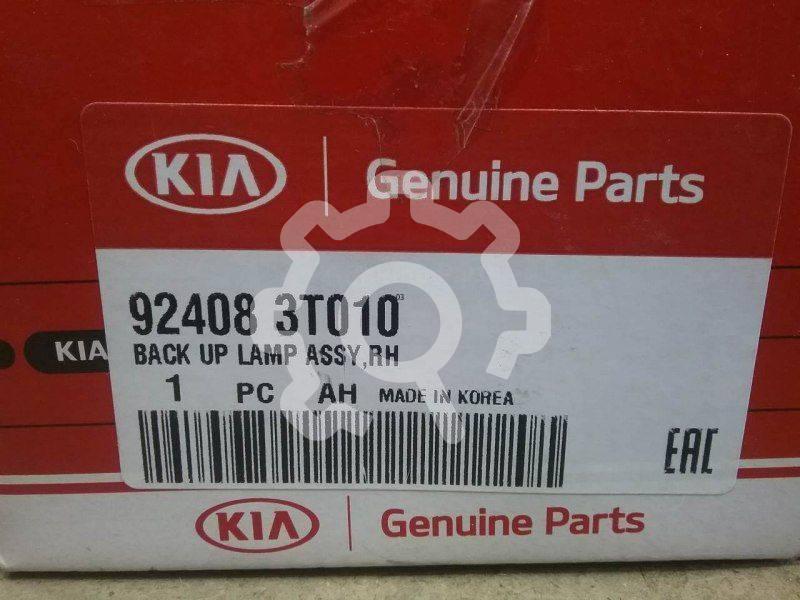 KIA Genuine Parts
92408 3T010 03
BACK UP LAMP ASSY,RH
KIA
1 PC AH MADE IN KOREA
EAC
KIA Genuine Parts